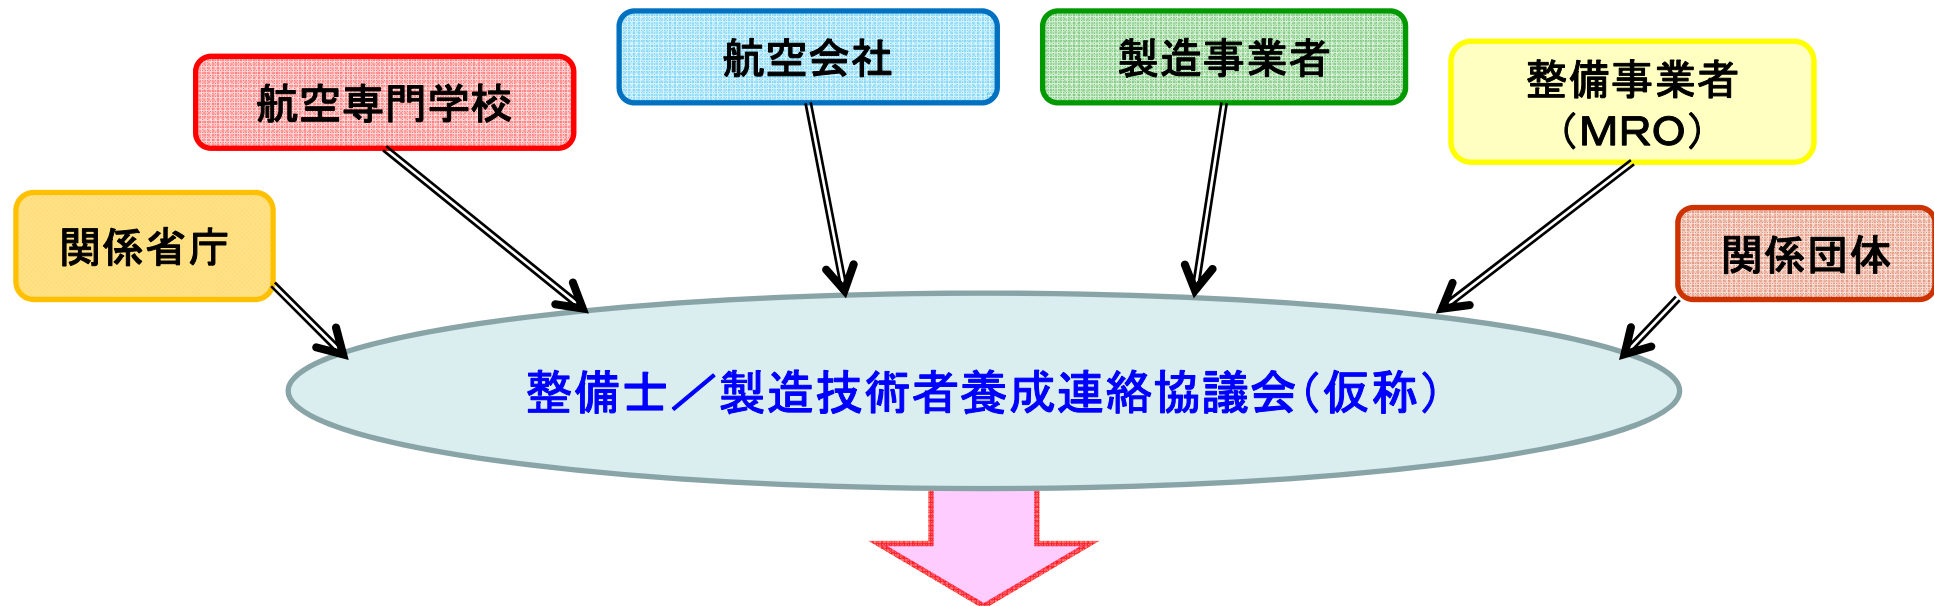 航空会社
製造事業者
整備事業者
（ＭＲＯ）
航空専門学校
関係省庁
関係団体
整備士／製造技術者養成連絡協議会（仮称）